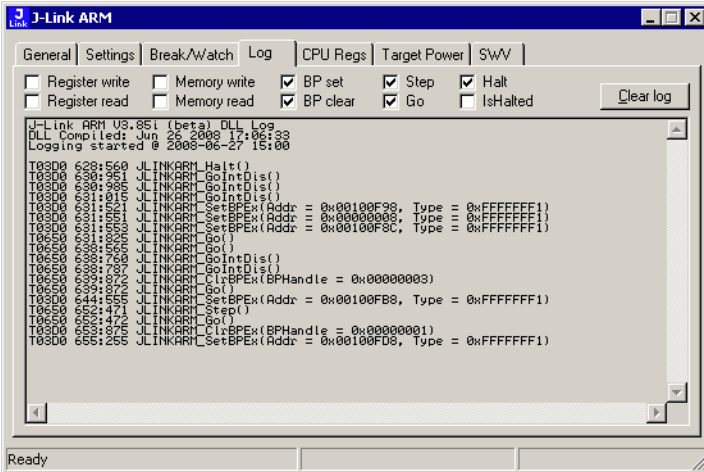 J-Link ARM
General Settings Break/Watch Log CPU Regs Target Power SWV
Register write Memory write BP set Step Halt
Register read Memory read BP clear Go IsHalted Clear log
J-Link ARM V3.85i (beta) DLL Log
DLL Compiled: Jun 26 2008 17:06:33
Logging started @ 2008-06-27 15:00
T03D0 628:560 JLINKARM_Halt()
T03D0 630:951 JLINKARM_GoIntDis()
T03D0 630:985 JLINKARM_GoIntDis()
T03D0 631:015 JLINKARM_GoIntDis()
T03D0 631:521 JLINKARM_SetBPEx(Addr = 0x00100F98, Type = 0xFFFFFFF1)
T03D0 631:551 JLINKARM_SetBPEx(Addr = 0x00000008, Type = 0xFFFFFFF1)
T03D0 631:553 JLINKARM_SetBPEx(Addr = 0x00100F8C, Type = 0xFFFFFFF1)
T0650 631:825 JLINKARM_Go()
T0650 638:565 JLINKARM_Go()
T03D0 638:760 JLINKARM_GoIntDis()
T03D0 638:787 JLINKARM_GoIntDis()
T0650 639:872 JLINKARM_ClrBPEx(BPHandle = 0x00000003)
T0650 639:872 JLINKARM_Go()
T03D0 644:555 JLINKARM_SetBPEx(Addr = 0x00100FB8, Type = 0xFFFFFFF1)
T0650 652:471 JLINKARM_Step()
T0650 652:472 JLINKARM_Go()
T03D0 653:875 JLINKARM_ClrBPEx(BPHandle = 0x00000001)
T03D0 655:255 JLINKARM_SetBPEx(Addr = 0x00100FD8, Type = 0xFFFFFFF1)
Ready